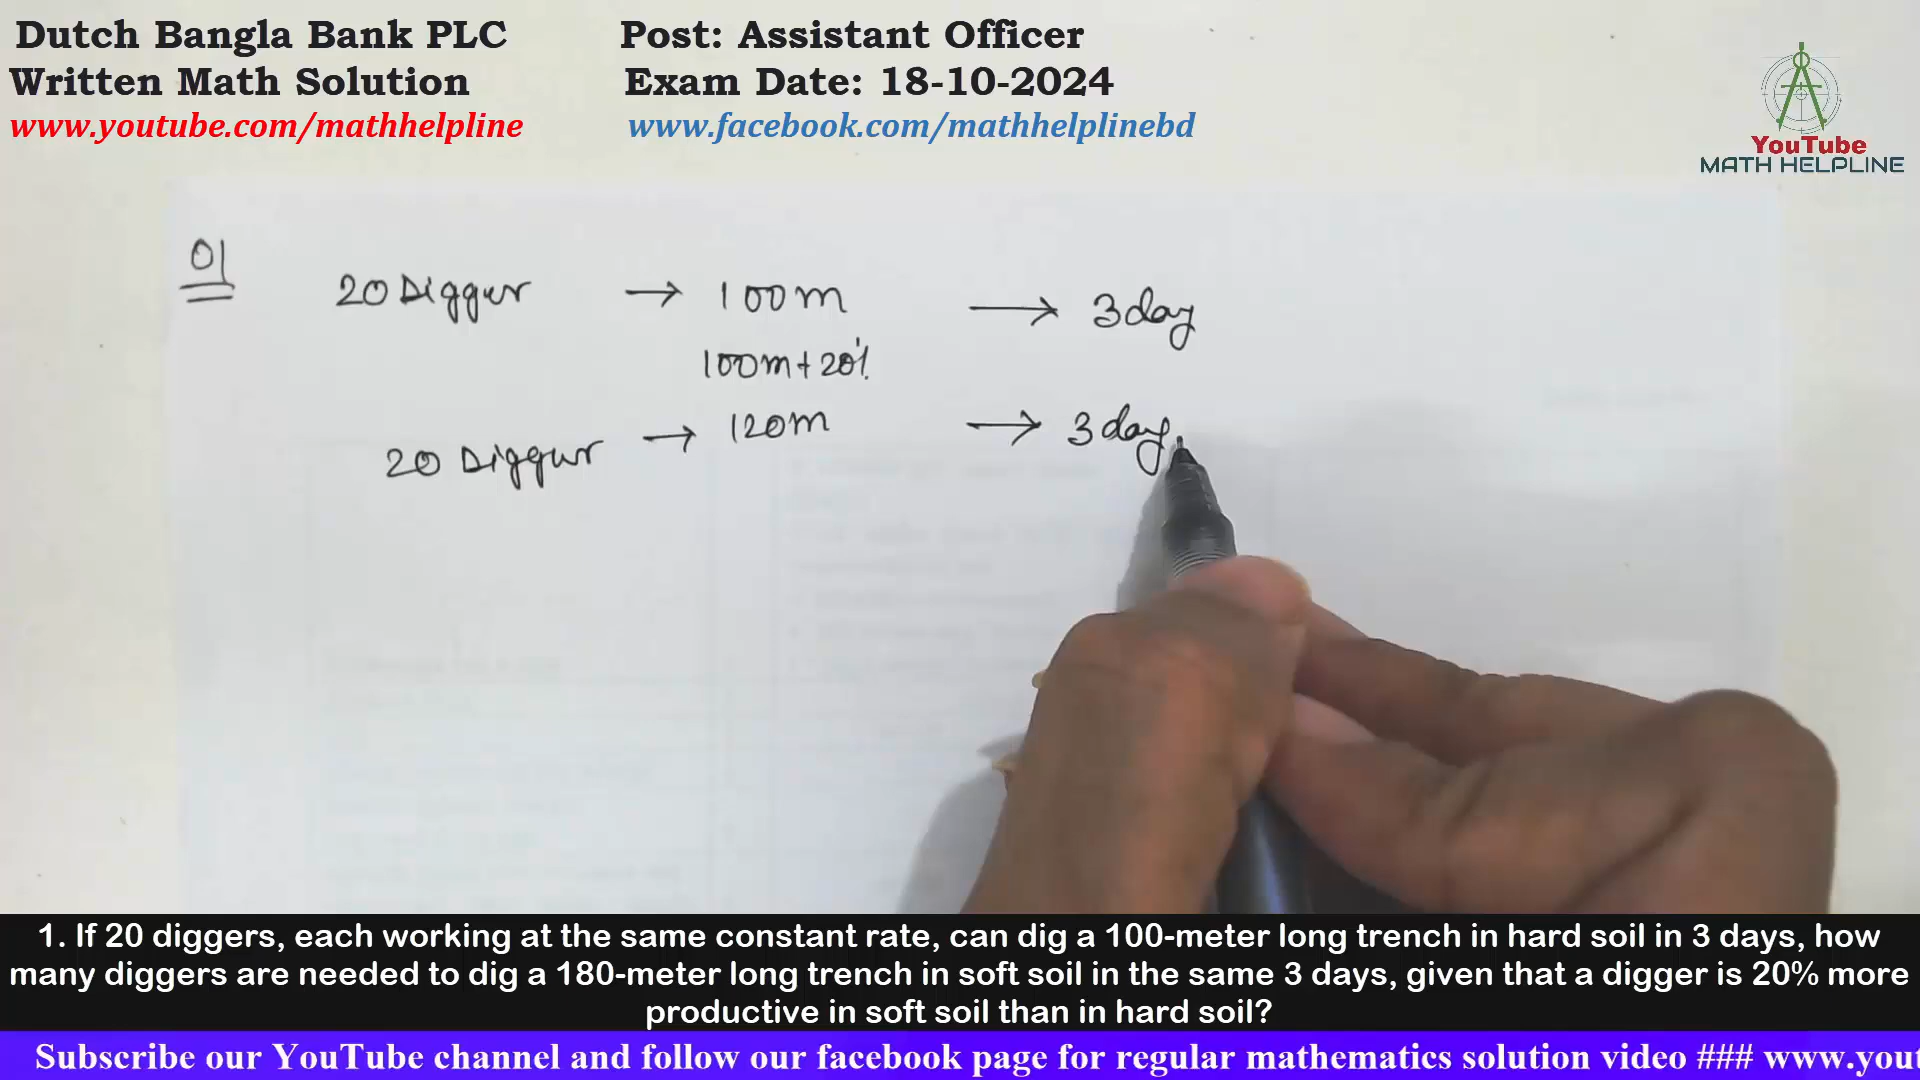 Dutch Bangla Bank PLC
Post: Assistant Officer
Written Math Solution
Exam Date: 18-10-2024
www.youtube.com/mathhelpline
www.facebook.com/mathhelplinebd
YouTube
MATH HELPLINE
01
20 Digger → 100m → 3 day
100m + 20%
20 Digger → 120m → 3 day
1. If 20 diggers, each working at the same constant rate, can dig a 100-meter long trench in hard soil in 3 days, how
many diggers are needed to dig a 180-meter long trench in soft soil in the same 3 days, given that a digger is 20% more
productive in soft soil than in hard soil?
Subscribe our YouTube channel and follow our facebook page for regular mathematics solution video ### www.yout